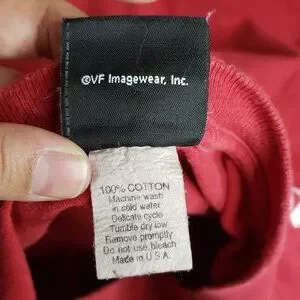 ©VF Imagewear, Inc.
100% COTTON
Machine wash
in cold water
Delicate cycle
Tumble dry low
Remove promptly
Do not use bleach
Made in U.S.A.